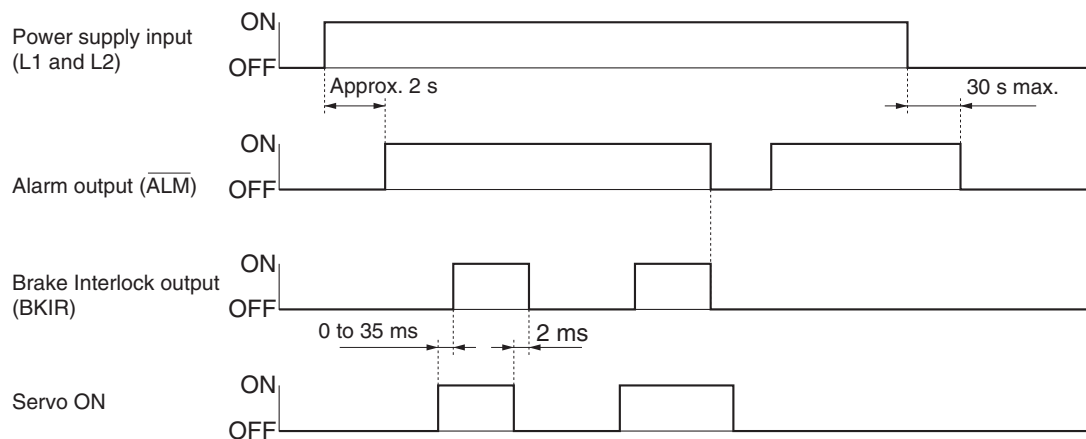 Power supply input
(L1 and L2)
ON
OFF
Approx. 2 s
30 s max.
Alarm output (ALM)
ON
OFF
Brake Interlock output
(BKIR)
ON
OFF
0 to 35 ms
2 ms
Servo ON
ON
OFF